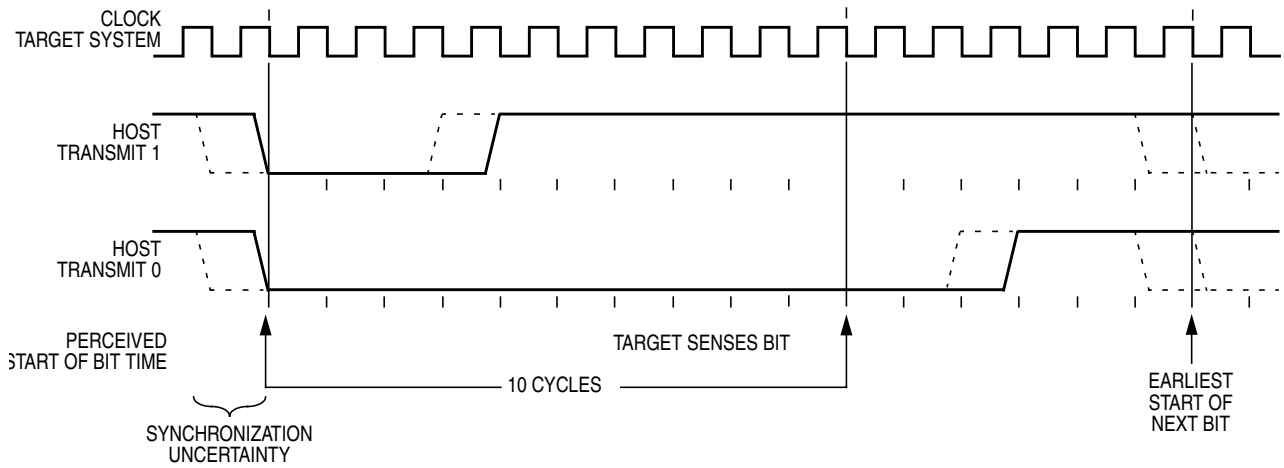 CLOCK
TARGET SYSTEM
HOST
TRANSMIT 1
HOST
TRANSMIT 0
PERCEIVED
START OF BIT TIME
TARGET SENSES BIT
10 CYCLES
EARLIEST
START OF
NEXT BIT
SYNCHRONIZATION
UNCERTAINTY